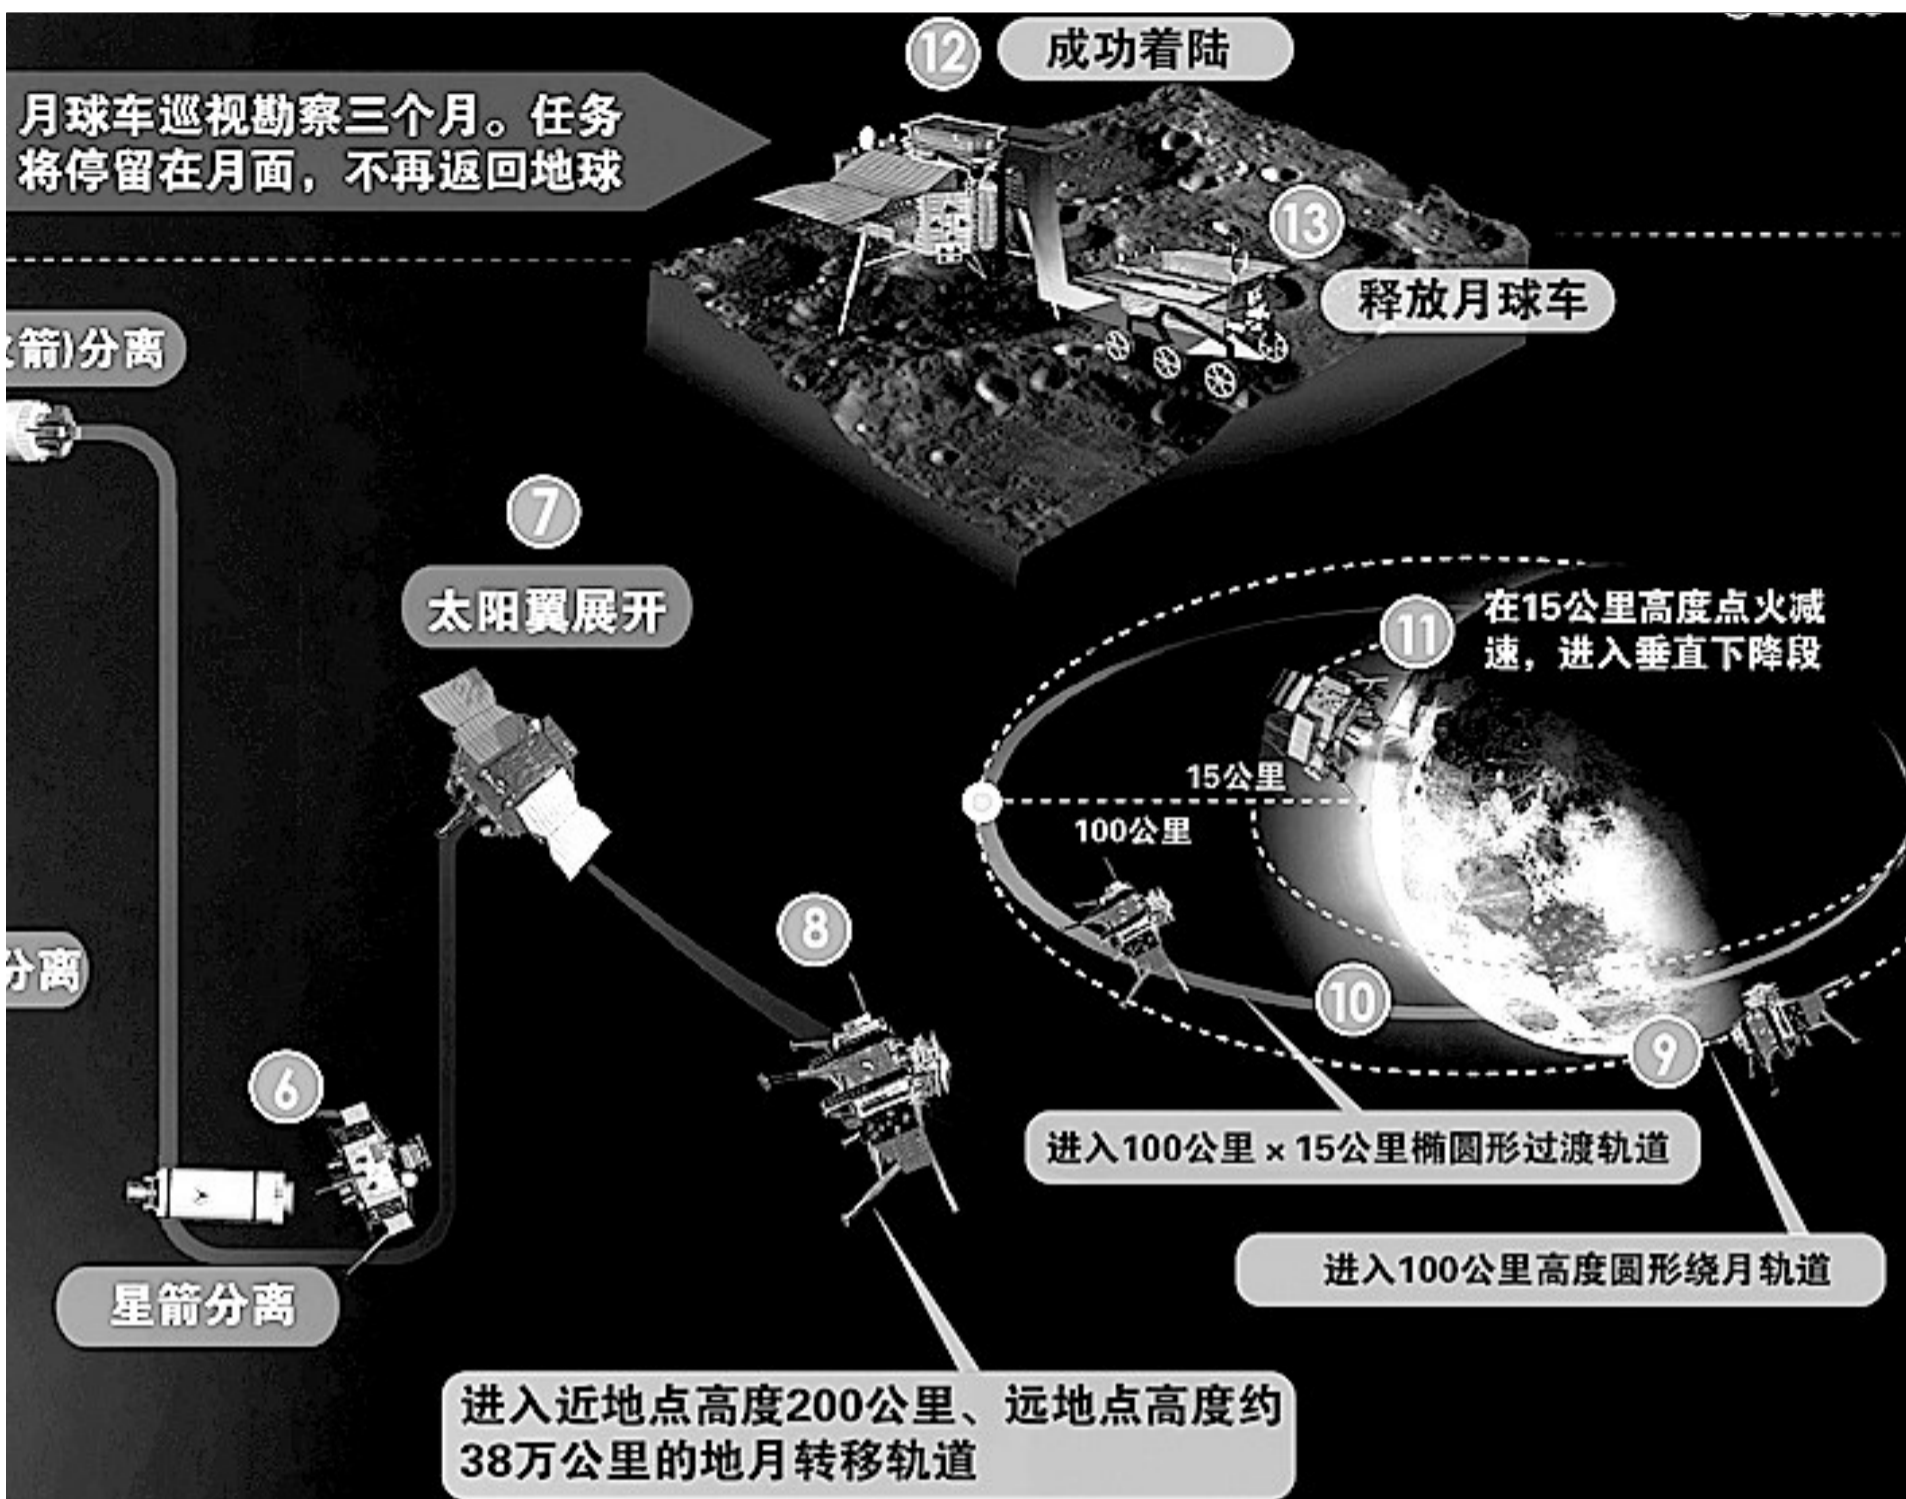 12
成功着陆
月球车巡视勘察三个月。任务
将停留在月面，不再返回地球
13
释放月球车
箭)分离
7
太阳翼展开
11
在15公里高度点火减
速，进入垂直下降段
15公里
100公里
8
分离
10
9
6
进入100公里×15公里椭圆形过渡轨道
进入100公里高度圆形绕月轨道
星箭分离
进入近地点高度200公里、远地点高度约
38万公里的地月转移轨道